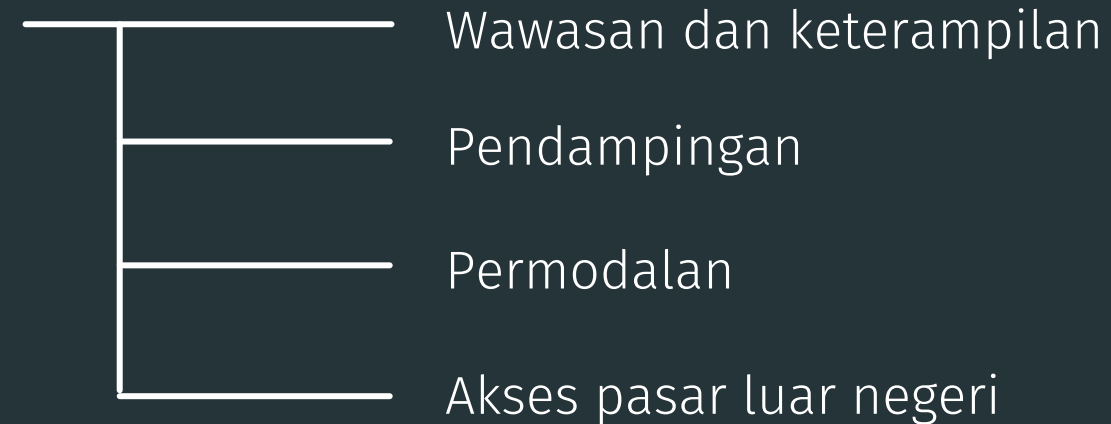 Wawasan dan keterampilan
Pendampingan
Permodalan
Akses pasar luar negeri